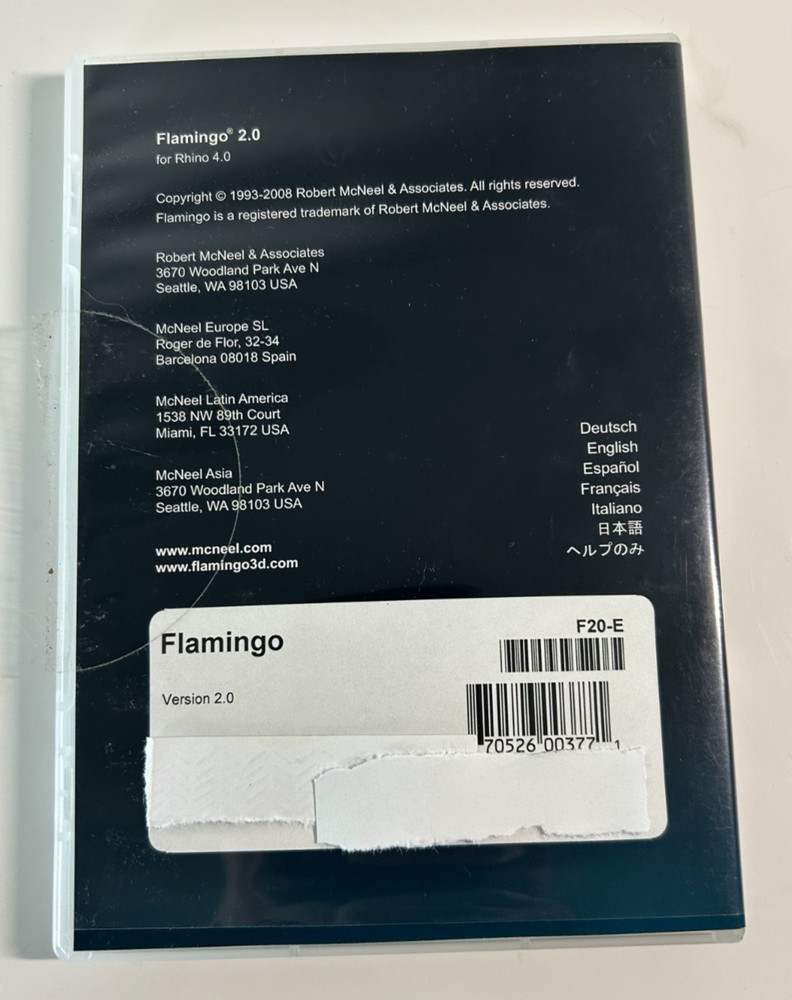 Flamingo® 2.0
for Rhino 4.0
Copyright © 1993-2008 Robert McNeel & Associates. All rights reserved.
Flamingo is a registered trademark of Robert McNeel & Associates.
Robert McNeel & Associates
3670 Woodland Park Ave N
Seattle, WA 98103 USA
McNeel Europe SL
Roger de Flor, 32-34
Barcelona 08018 Spain
McNeel Latin America
1538 NW 89th Court
Miami, FL 33172 USA
McNeel Asia
3670 Woodland Park Ave N
Seattle, WA 98103 USA
www.mcneel.com
www.flamingo3d.com
Deutsch
English
Español
Français
Italiano
日本語
ヘルプのみ
Flamingo
F20-E
Version 2.0
70526 00377 1